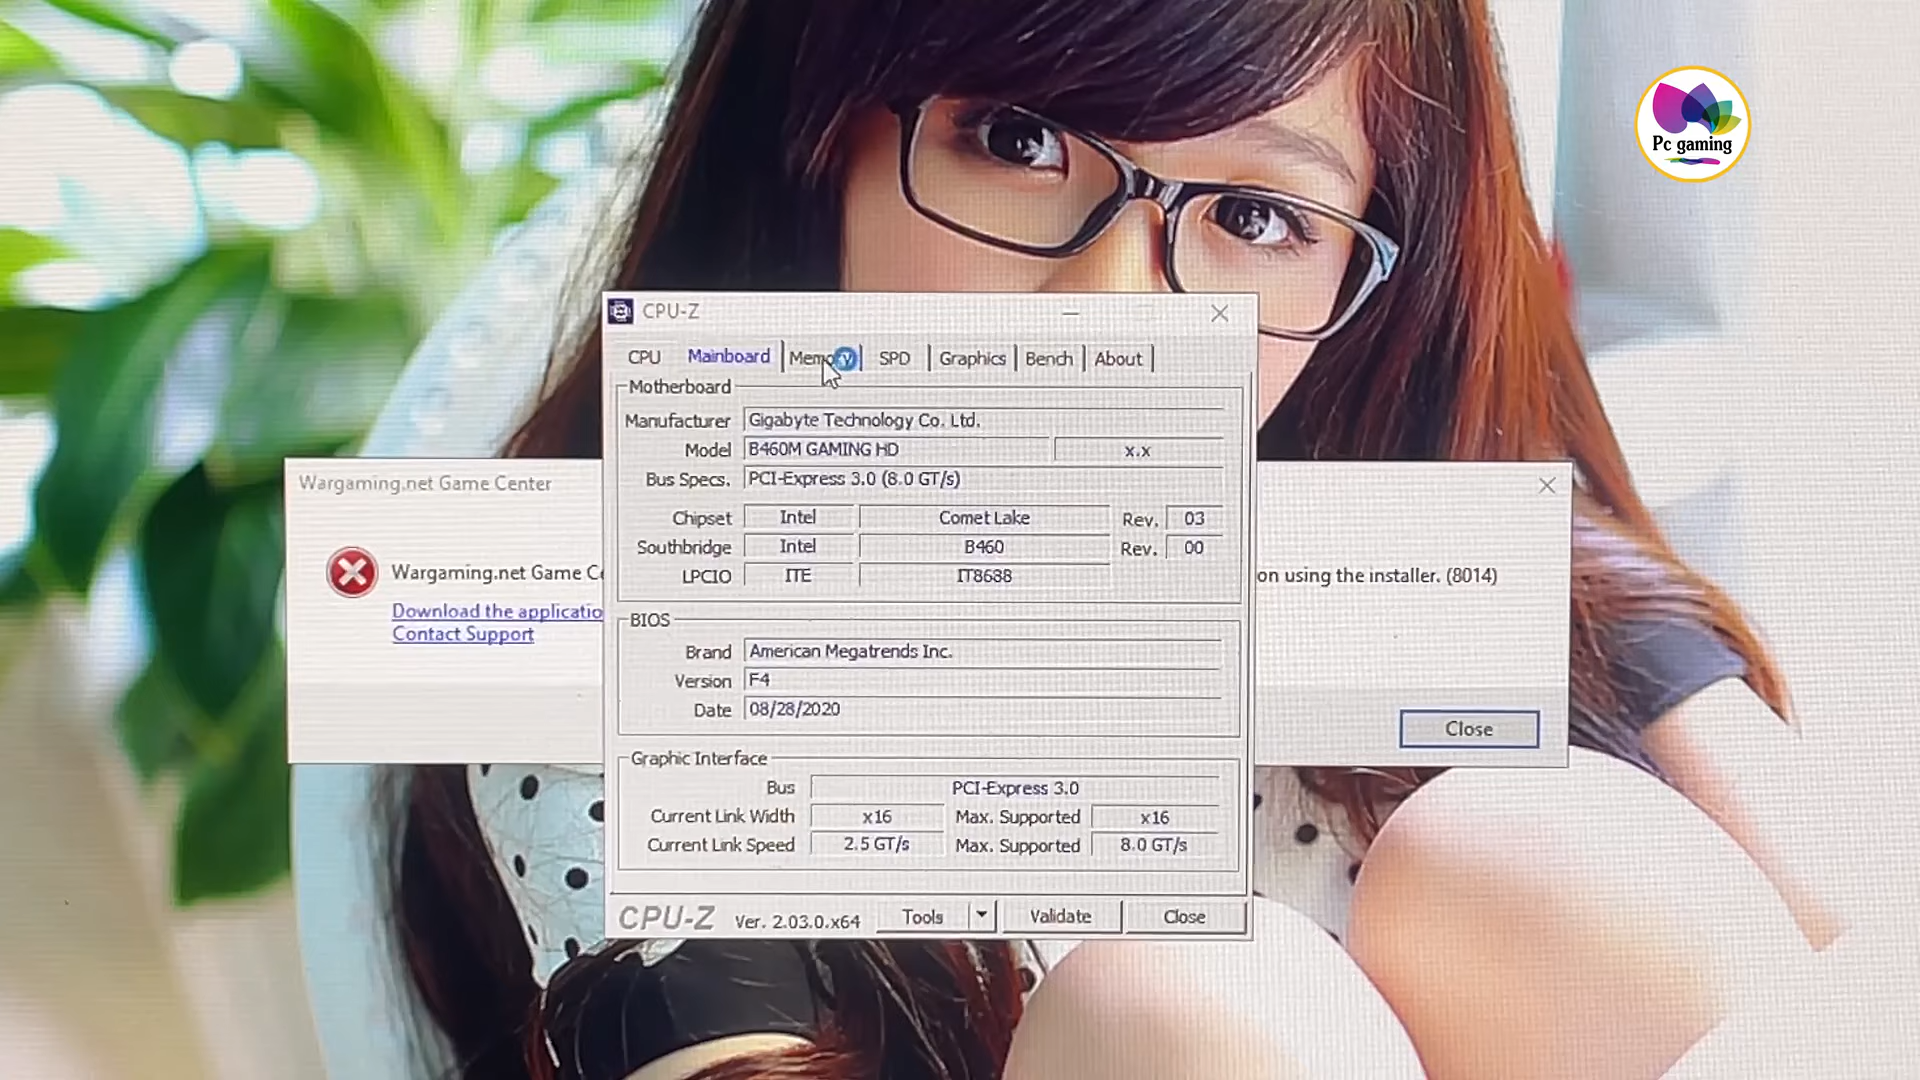 Pc gaming
CPU-Z
CPU Mainboard Memory SPD Graphics Bench About
Motherboard
Manufacturer Gigabyte Technology Co. Ltd.
Model B460M GAMING HD x.x
Bus Specs. PCI-Express 3.0 (8.0 GT/s)
Chipset Intel Comet Lake Rev. 03
Southbridge Intel B460 Rev. 00
LPCIO ITE IT8688
BIOS
Brand American Megatrends Inc.
Version F4
Date 08/28/2020
Graphic Interface
Bus PCI-Express 3.0
Current Link Width x16 Max. Supported x16
Current Link Speed 2.5 GT/s Max. Supported 8.0 GT/s
CPU-Z Ver. 2.03.0.x64 Tools Validate Close
Wargaming.net Game Center
Wargaming.net Game C on using the installer. (8014)
Download the applicatio
Contact Support
Close